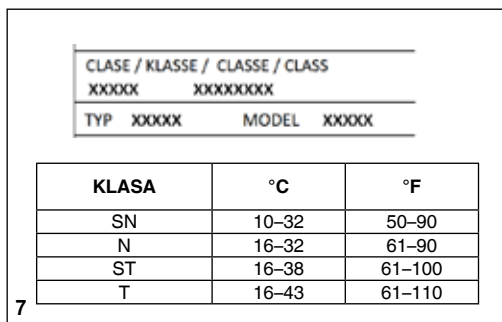 CLASE / KLASSE / CLASSE / CLASS
XXXXX XXXXXXXX
TYP XXXXX MODEL XXXXX
KLASA °C °F
SN 10–32 50–90
N 16–32 61–90
ST 16–38 61–100
T 16–43 61–110
7